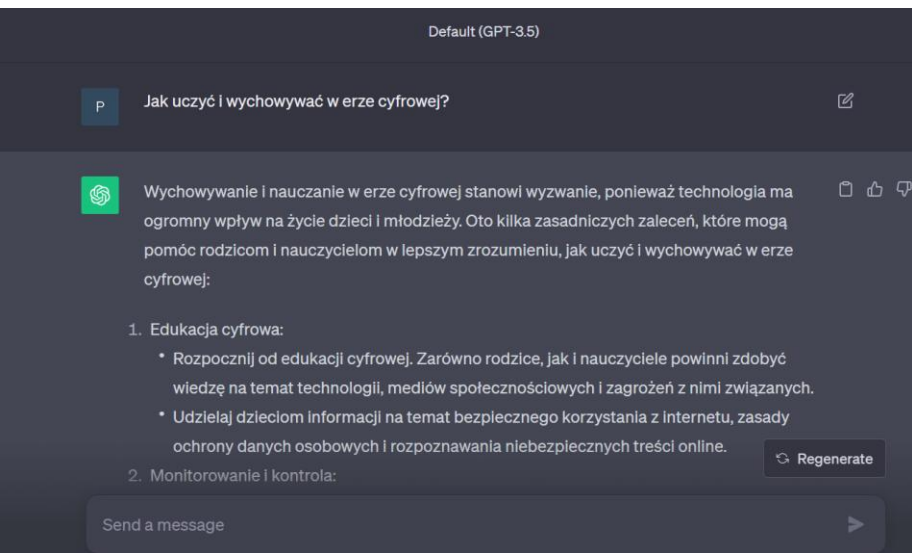 Default (GPT-3.5)
P
Jak uczyć i wychowywać w erze cyfrowej?
Wychowywanie i nauczanie w erze cyfrowej stanowi wyzwanie, ponieważ technologia ma
ogromny wpływ na życie dzieci i młodzieży. Oto kilka zasadniczych zaleceń, które mogą
pomóc rodzicom i nauczycielom w lepszym zrozumieniu, jak uczyć i wychowywać w erze
cyfrowej:
1. Edukacja cyfrowa:
• Rozpocznij od edukacji cyfrowej. Zarówno rodzice, jak i nauczyciele powinni zdobyć
wiedzę na temat technologii, mediów społecznościowych i zagrożeń z nimi związanych.
• Udzielaj dzieciom informacji na temat bezpiecznego korzystania z internetu, zasady
ochrony danych osobowych i rozpoznawania niebezpiecznych treści online.
Regenerate
2. Monitorowanie i kontrola:
Send a message